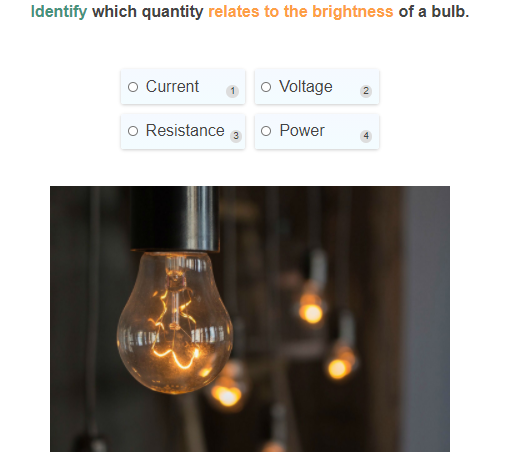 Identify which quantity relates to the brightness of a bulb.
Current 1 Voltage 2
Resistance 3 Power 4